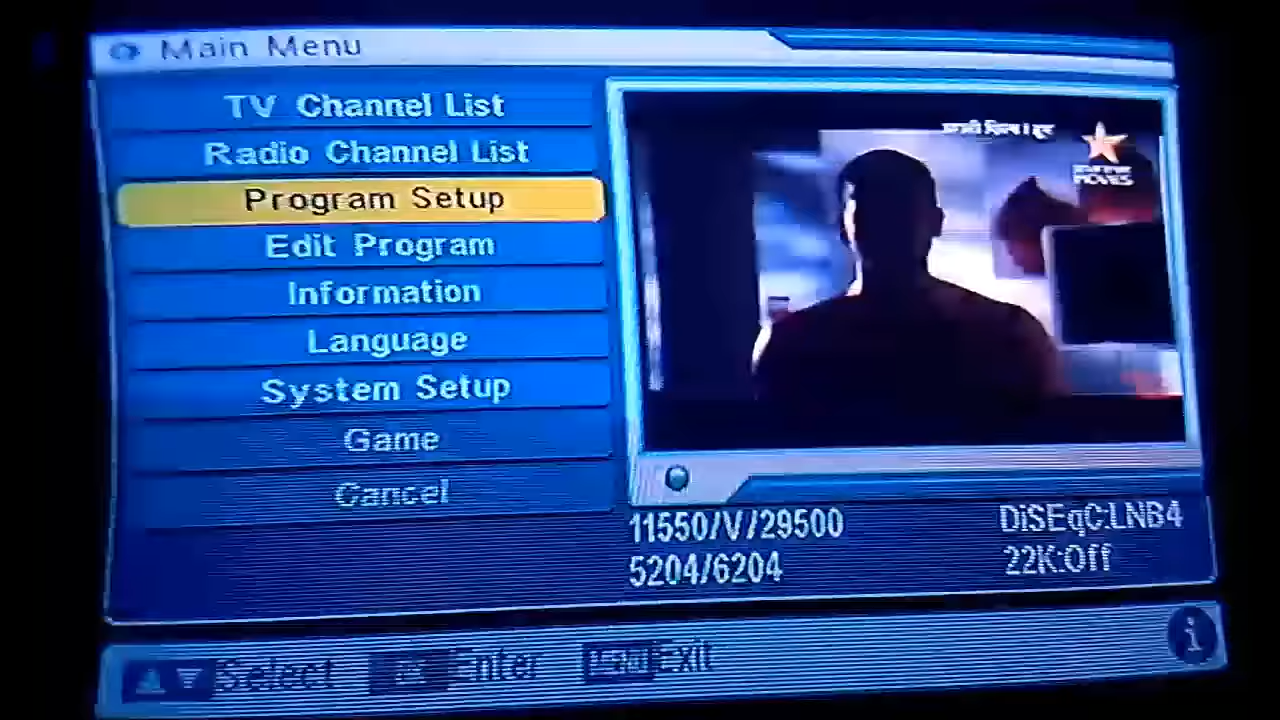 Main Menu
TV Channel List
Radio Channel List
Program Setup
Edit Program
Information
Language
System Setup
Game
Cancel
MOVIES
11550/V/29500
DiSEqC:LNB4
5204/6204
22K:Off
Select
Enter
Exit
i